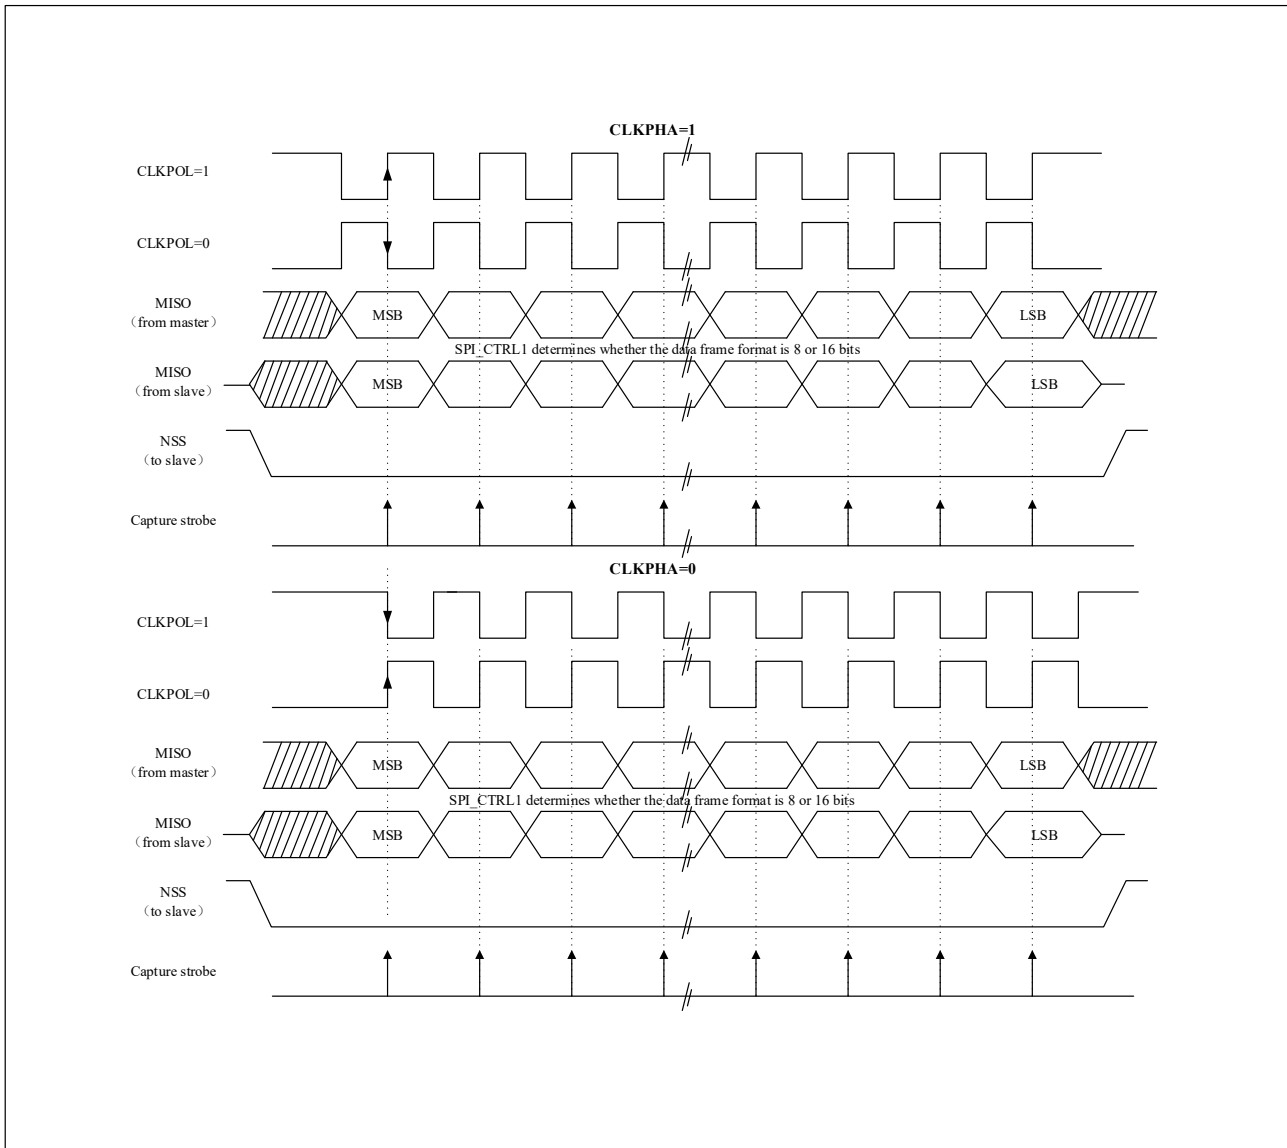 CLKPHA=1
CLKPOL=1
CLKPOL=0
MISO
（from master）
MSB
LSB
SPI_CTRL1 determines whether the data frame format is 8 or 16 bits
MISO
（from slave）
MSB
LSB
NSS
（to slave）
Capture strobe
CLKPHA=0
CLKPOL=1
CLKPOL=0
MISO
（from master）
MSB
LSB
SPI_CTRL1 determines whether the data frame format is 8 or 16 bits
MISO
（from slave）
MSB
LSB
NSS
（to slave）
Capture strobe